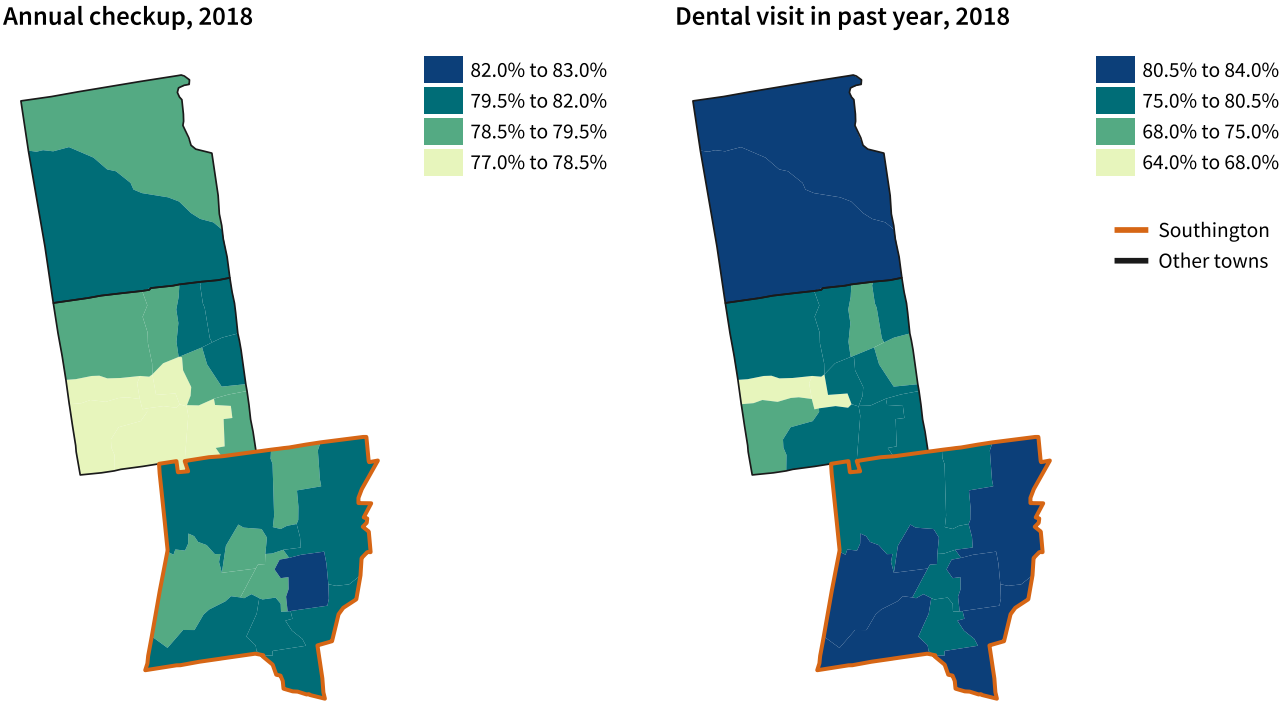 Annual checkup, 2018
82.0% to 83.0%
79.5% to 82.0%
78.5% to 79.5%
77.0% to 78.5%
Dental visit in past year, 2018
80.5% to 84.0%
75.0% to 80.5%
68.0% to 75.0%
64.0% to 68.0%
Southington
Other towns